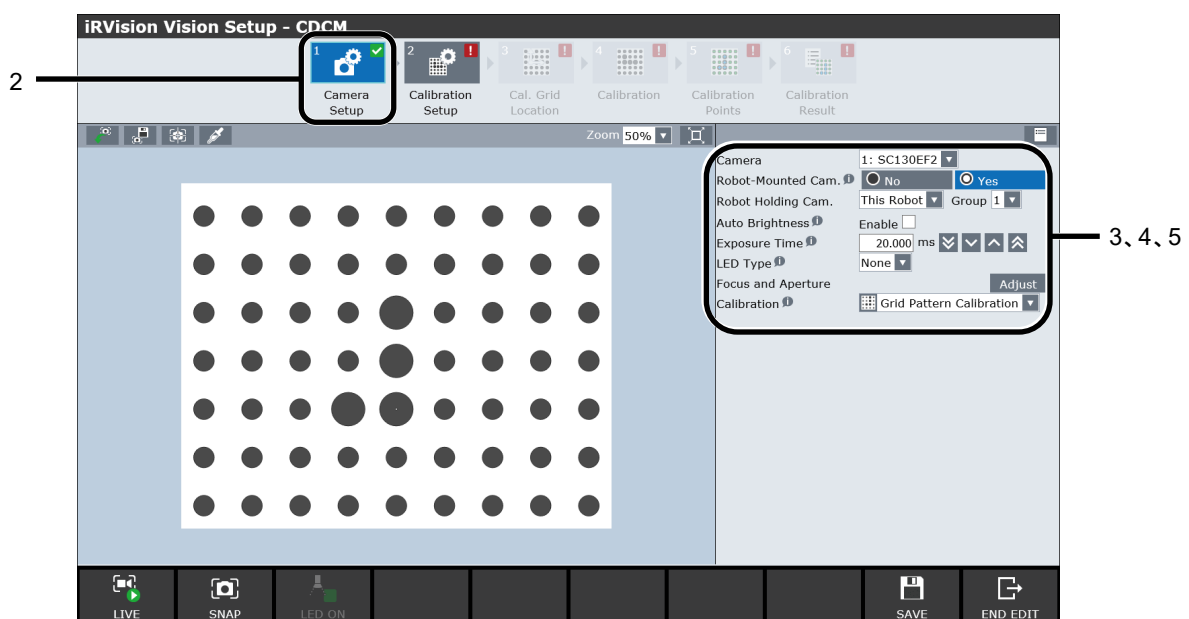 iRVision Vision Setup - CDCM
1
2 !
3 !
4 !
5 !
6 !
Camera Setup
Calibration Setup
Cal. Grid Location
Calibration
Calibration Points
Calibration Result
2
Zoom 50%
Camera 1: SC130EF2
Robot-Mounted Cam. No Yes
Robot Holding Cam. This Robot Group 1
Auto Brightness Enable
Exposure Time 20.000 ms
LED Type None
Focus and Aperture Adjust
Calibration Grid Pattern Calibration
3、4、5
LIVE SNAP LED ON SAVE END EDIT